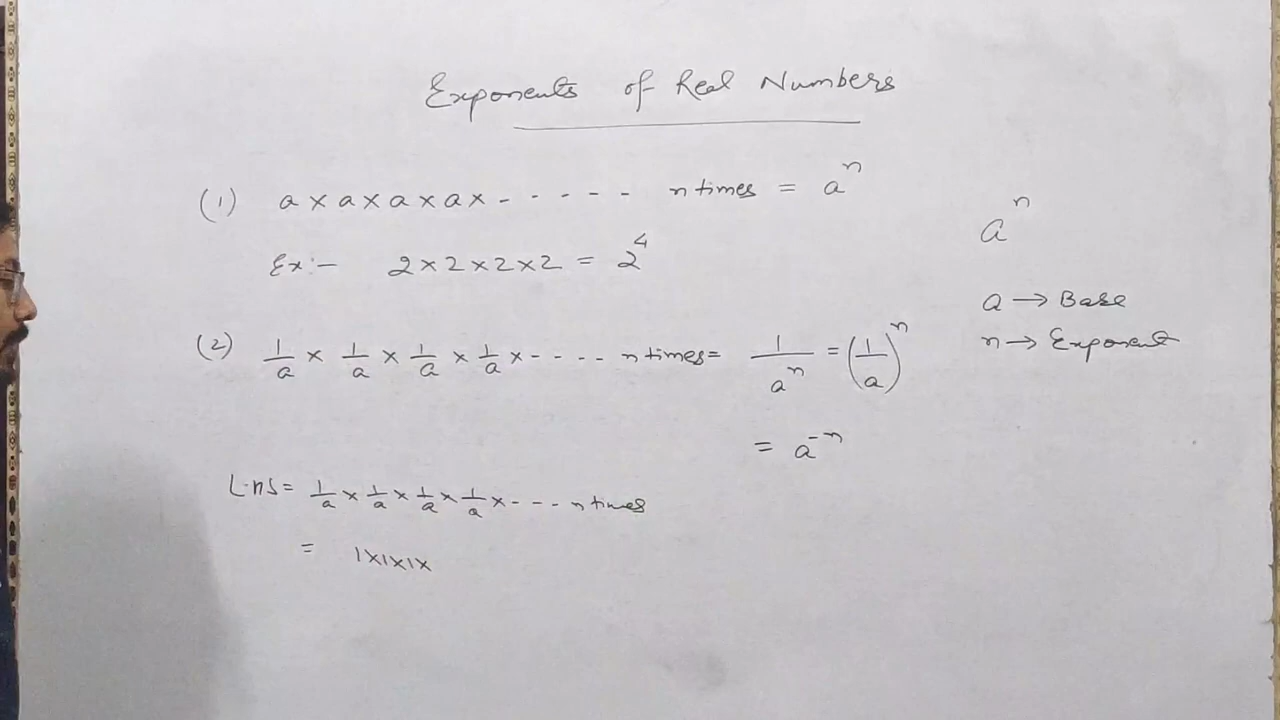 Exponents of Real Numbers
(1) a × a × a × a × - - - - - n times = aⁿ
aⁿ
Ex:- 2 × 2 × 2 × 2 = 2⁴
a → Base
n → Exponent
(2) 1/a × 1/a × 1/a × 1/a × - - - - n times = 1/aⁿ = (1/a)ⁿ
= a⁻ⁿ
L.HS = 1/a × 1/a × 1/a × 1/a × - - - - n times
= 1×1×1×